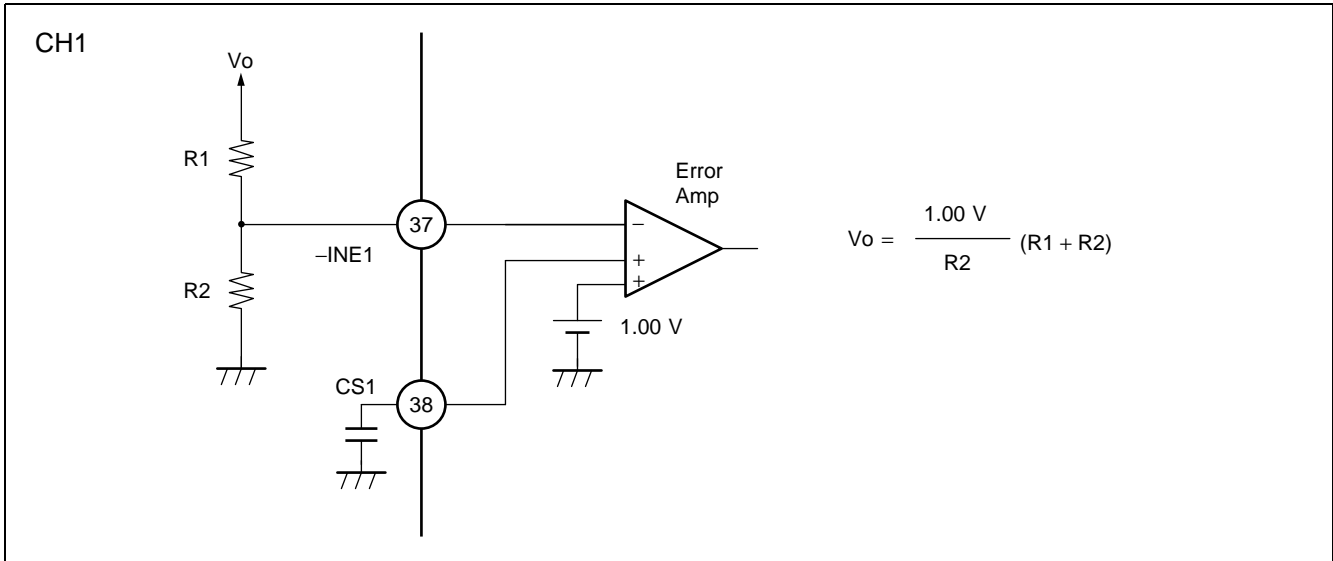 CH1
Vo
R1
R2
−INE1
37
CS1
38
Error
Amp
−
+
+
1.00 V
Vo = 1.00 V / R2 (R1 + R2)